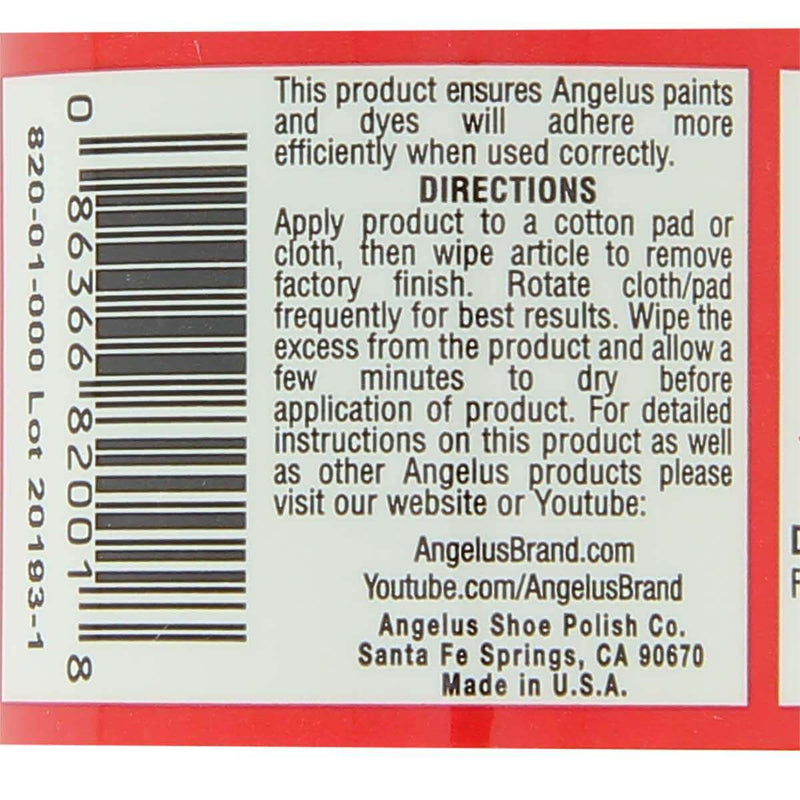 820-01-000 Lot 20193-1
0 86366 82001 8
This product ensures Angelus paints
and dyes will adhere more
efficiently when used correctly.
DIRECTIONS
Apply product to a cotton pad or
cloth, then wipe article to remove
factory finish. Rotate cloth/pad
frequently for best results. Wipe the
excess from the product and allow a
few minutes to dry before
application of product. For detailed
instructions on this product as well
as other Angelus products please
visit our website or Youtube:
AngelusBrand.com
Youtube.com/AngelusBrand
Angelus Shoe Polish Co.
Santa Fe Springs, CA 90670
Made in U.S.A.